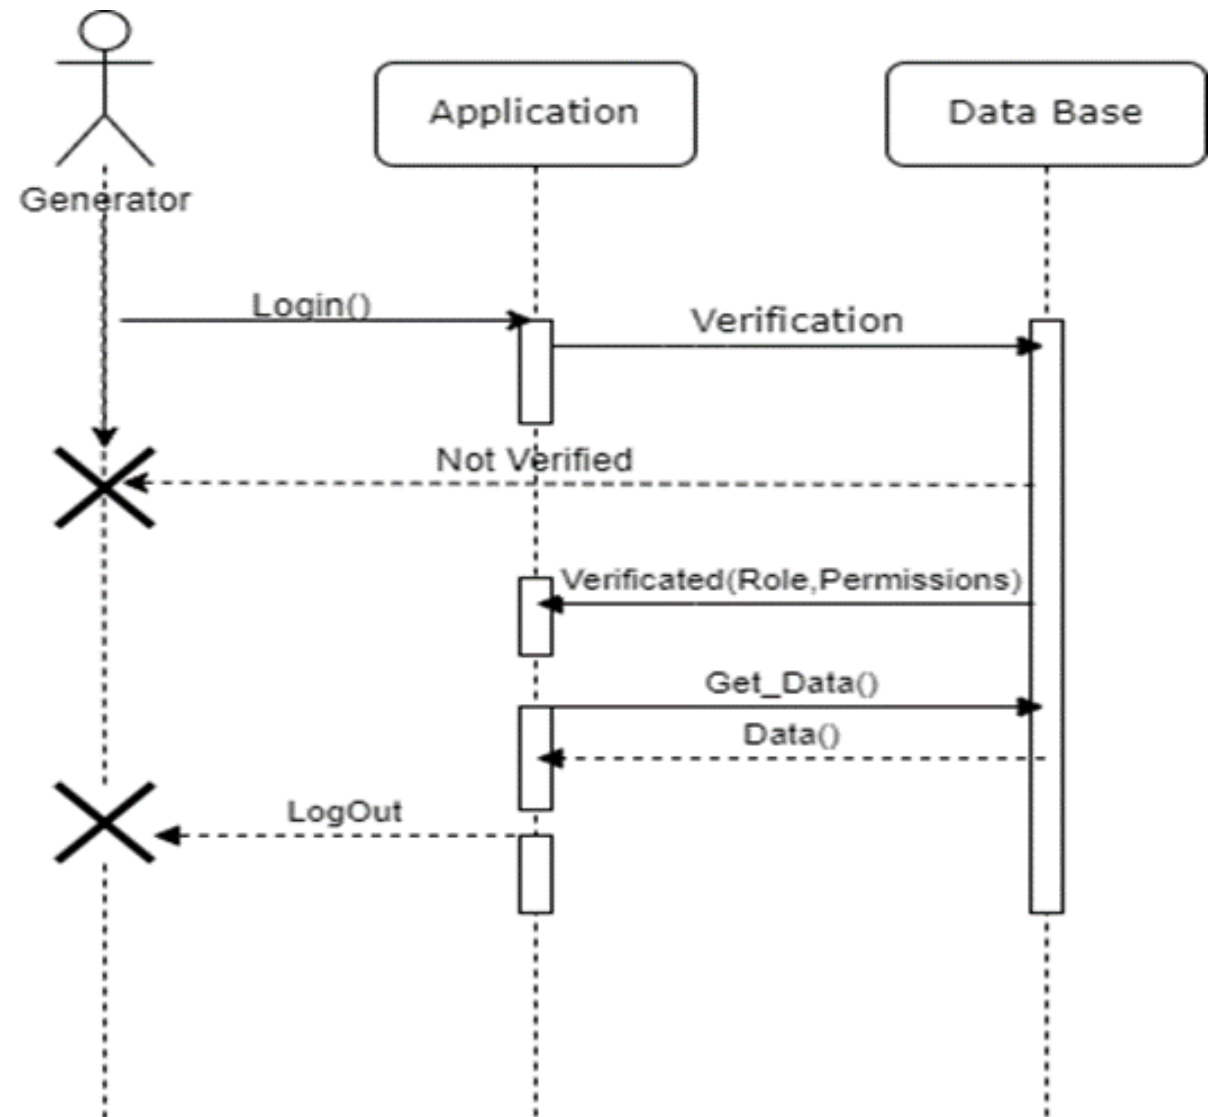 Application
Data Base
Generator
Login()
Verification
Not Verified
Verificated(Role,Permissions)
Get_Data()
Data()
LogOut